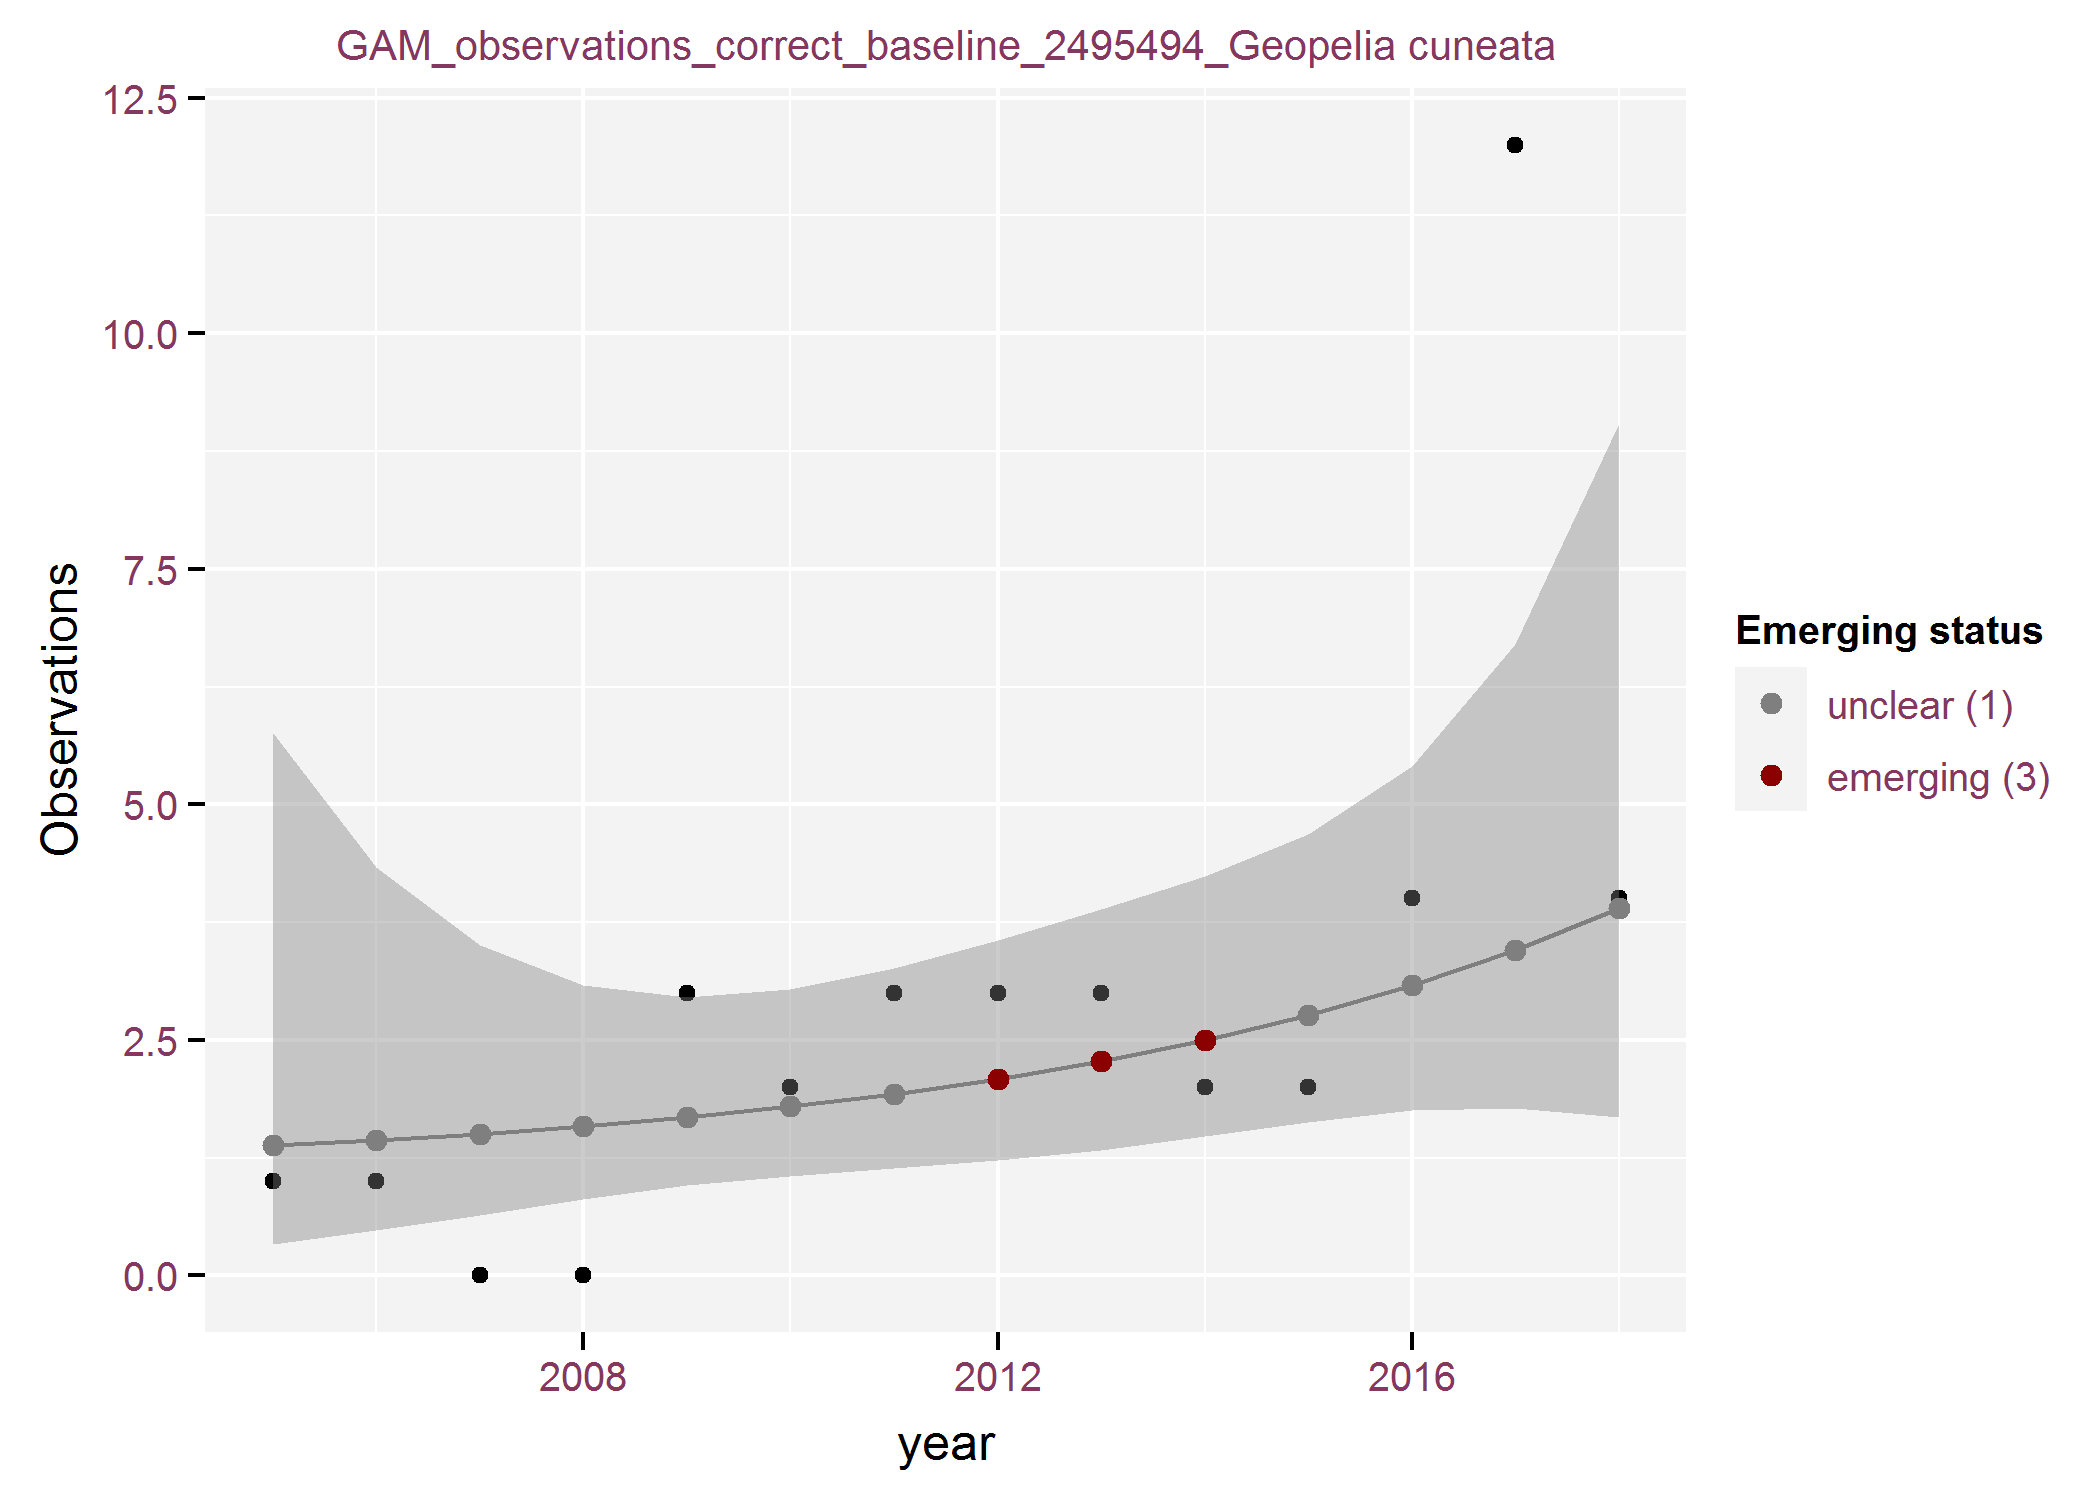 GAM_observations_correct_baseline_2495494_Geopelia cuneata
12.5
10.0
7.5
5.0
2.5
0.0
Observations
2008
2012
2016
year
Emerging status
unclear (1)
emerging (3)